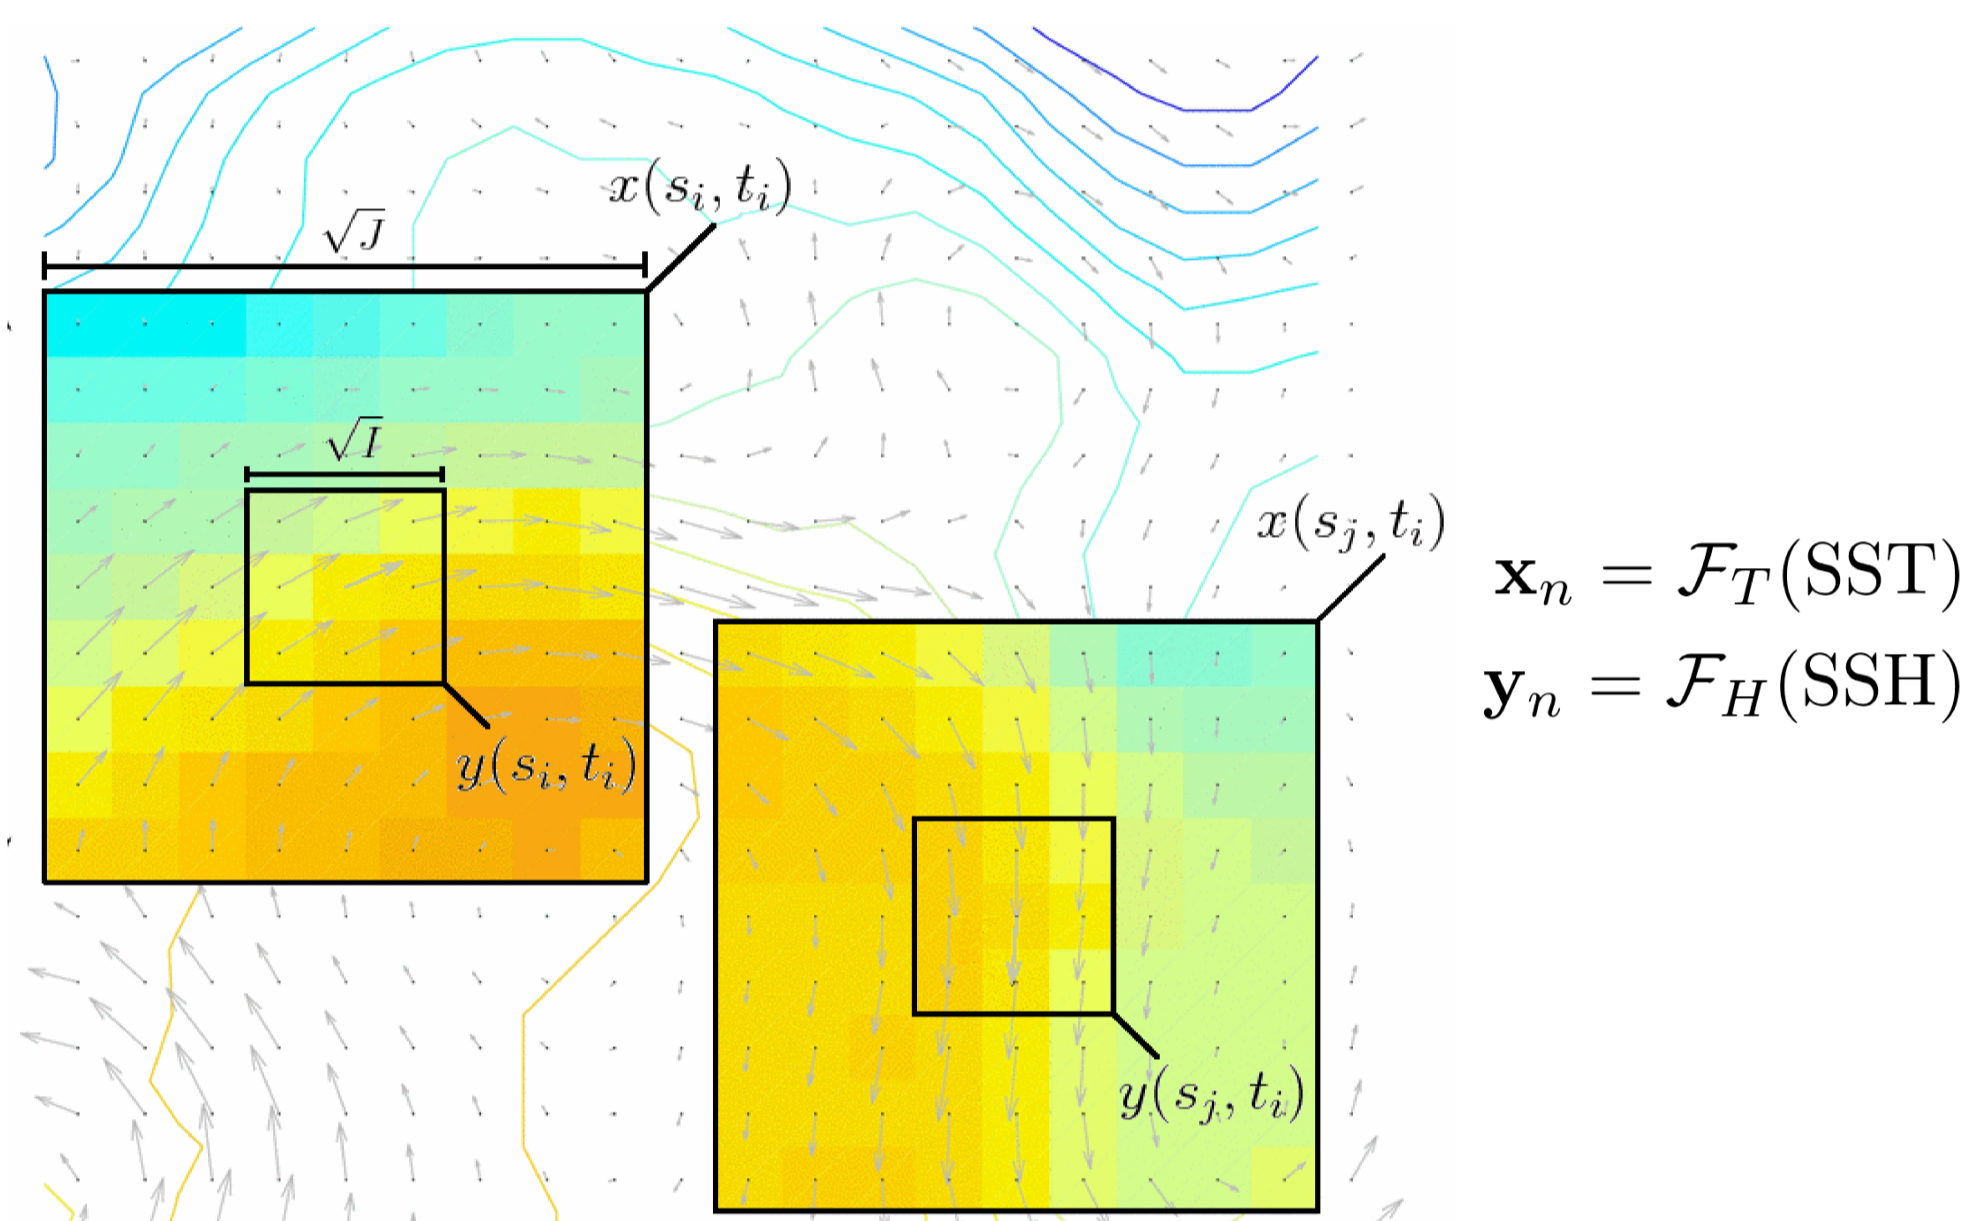 x(s_i, t_i)
√J
√I
x(s_j, t_i)
𝐱_n = ℱ_T(SST)
𝐲_n = ℱ_H(SSH)
y(s_i, t_i)
y(s_j, t_i)